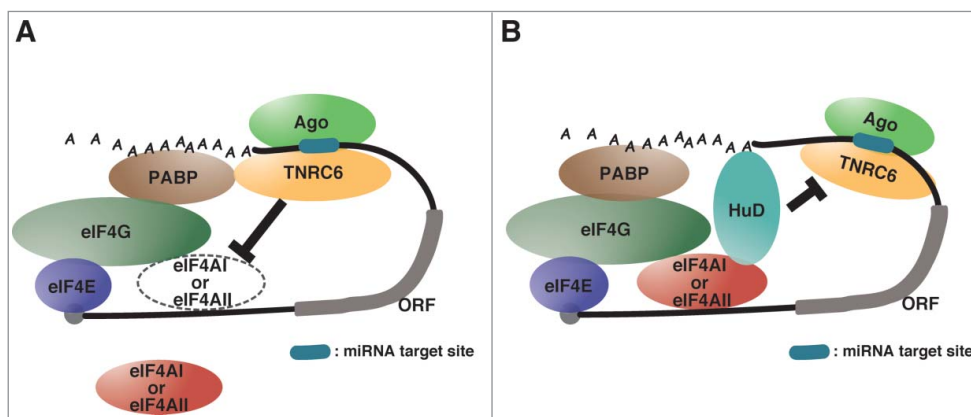 A
A A A A A A A A A A A A A
Ago
PABP
TNRC6
eIF4G
eIF4AI
or
eIF4AII
eIF4E
ORF
: miRNA target site
eIF4AI
or
eIF4AII
B
A A A A A A A A A A A A A
Ago
TNRC6
PABP
HuD
eIF4G
eIF4AI
or
eIF4AII
eIF4E
ORF
: miRNA target site